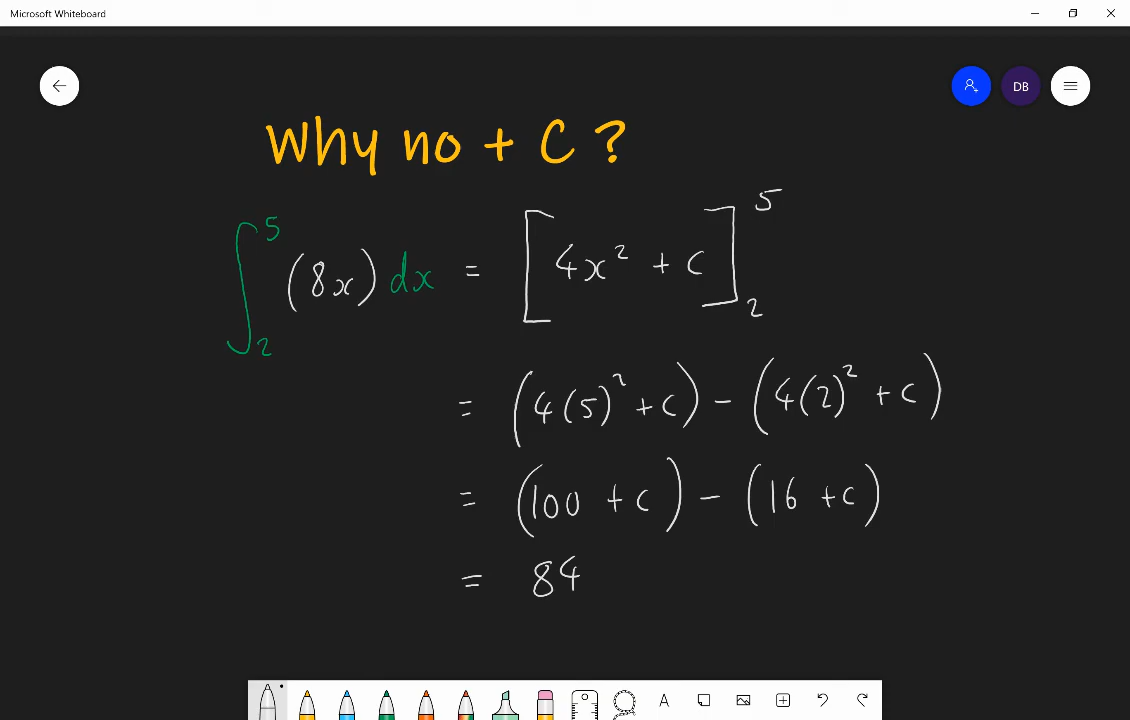 Microsoft Whiteboard
DB
Why no + C ?
∫₂⁵ (8x) dx = [4x² + c]₂⁵
= (4(5)² + c) - (4(2)² + c)
= (100 + c) - (16 + c)
= 84
A